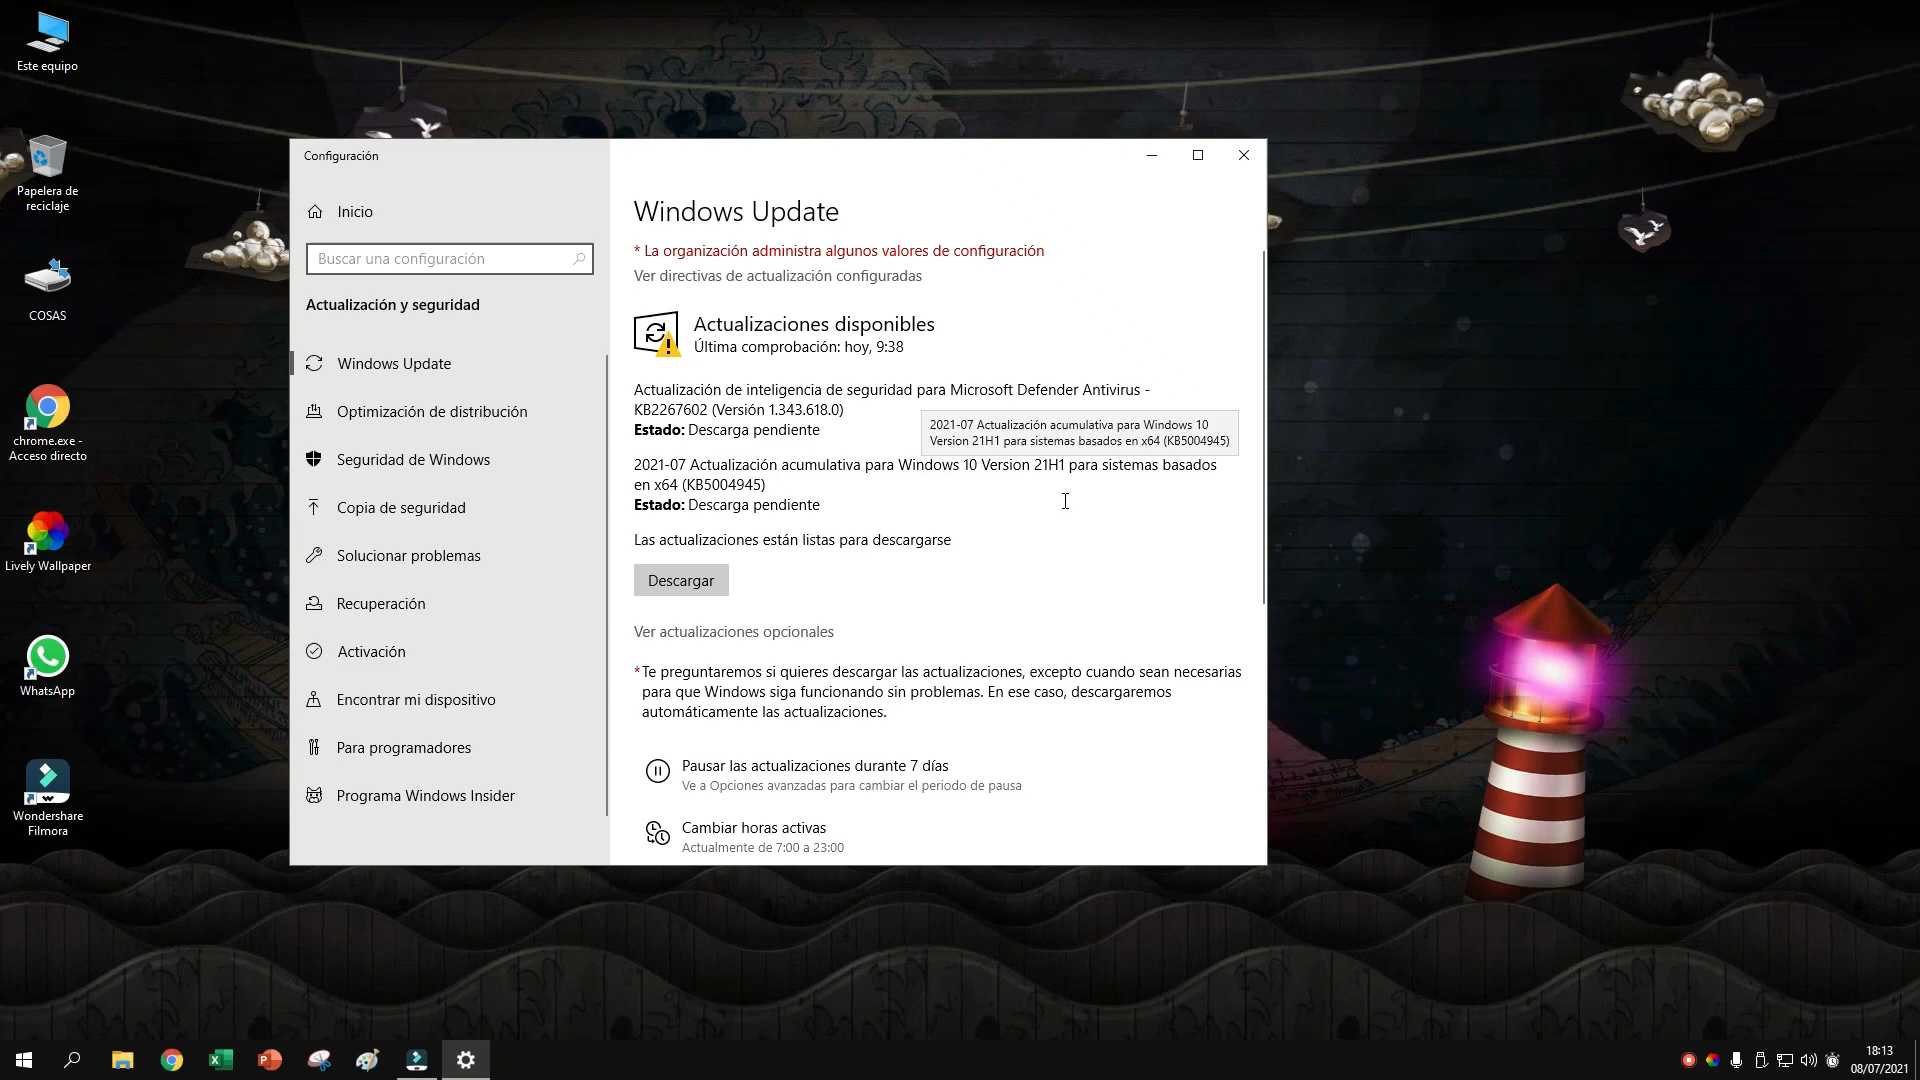 Este equipo
Papelera de
reciclaje
COSAS
chrome.exe -
Acceso directo
Lively Wallpaper
WhatsApp
Wondershare
Filmora
Configuración
Inicio
Buscar una configuración
Actualización y seguridad
Windows Update
Optimización de distribución
Seguridad de Windows
Copia de seguridad
Solucionar problemas
Recuperación
Activación
Encontrar mi dispositivo
Para programadores
Programa Windows Insider
Windows Update
* La organización administra algunos valores de configuración
Ver directivas de actualización configuradas
Actualizaciones disponibles
Última comprobación: hoy, 9:38
Actualización de inteligencia de seguridad para Microsoft Defender Antivirus -
KB2267602 (Versión 1.343.618.0)
Estado: Descarga pendiente
2021-07 Actualización acumulativa para Windows 10
Version 21H1 para sistemas basados en x64 (KB5004945)
2021-07 Actualización acumulativa para Windows 10 Version 21H1 para sistemas basados
en x64 (KB5004945)
Estado: Descarga pendiente
Las actualizaciones están listas para descargarse
Descargar
Ver actualizaciones opcionales
*Te preguntaremos si quieres descargar las actualizaciones, excepto cuando sean necesarias
para que Windows siga funcionando sin problemas. En ese caso, descargaremos
automáticamente las actualizaciones.
Pausar las actualizaciones durante 7 días
Ve a Opciones avanzadas para cambiar el periodo de pausa
Cambiar horas activas
Actualmente de 7:00 a 23:00
18:13
08/07/2021